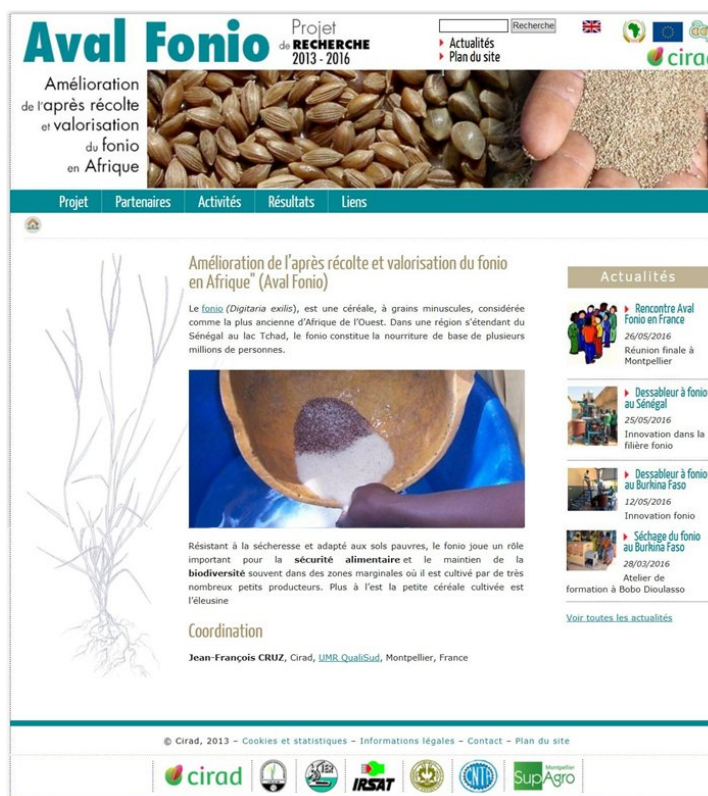 Aval Fonio
Projet
de RECHERCHE
2013 - 2016
Recherche
Actualités
Plan du site
cirad
Amélioration
de l'après récolte
et valorisation
du fonio
en Afrique
Projet Partenaires Activités Résultats Liens
Amélioration de l'après récolte et valorisation du fonio
en Afrique" (Aval Fonio)
Le fonio (Digitaria exilis), est une céréale, à grains minuscules, considérée
comme la plus ancienne d'Afrique de l'Ouest. Dans une région s'étendant du
Sénégal au lac Tchad, le fonio constitue la nourriture de base de plusieurs
millions de personnes.
Résistant à la sécheresse et adapté aux sols pauvres, le fonio joue un rôle
important pour la sécurité alimentaire et le maintien de la
biodiversité souvent dans des zones marginales où il est cultivé par de très
nombreux petits producteurs. Plus à l'est la petite céréale cultivée est
l'éleusine
Coordination
Jean-François CRUZ, Cirad, UMR QualiSud, Montpellier, France
Actualités
Rencontre Aval
Fonio en France
26/05/2016
Réunion finale à
Montpellier
Dessableur à fonio
au Sénégal
25/05/2016
Innovation dans la
filière fonio
Dessableur à fonio
au Burkina Faso
12/05/2016
Innovation fonio
Séchage du fonio
au Burkina Faso
28/03/2016
Atelier de
formation à Bobo Dioulasso
Voir toutes les actualités
© Cirad, 2013 – Cookies et statistiques – Informations légales – Contact – Plan du site
cirad
IER
IRSAT
CNTA
Montpellier
SupAgro